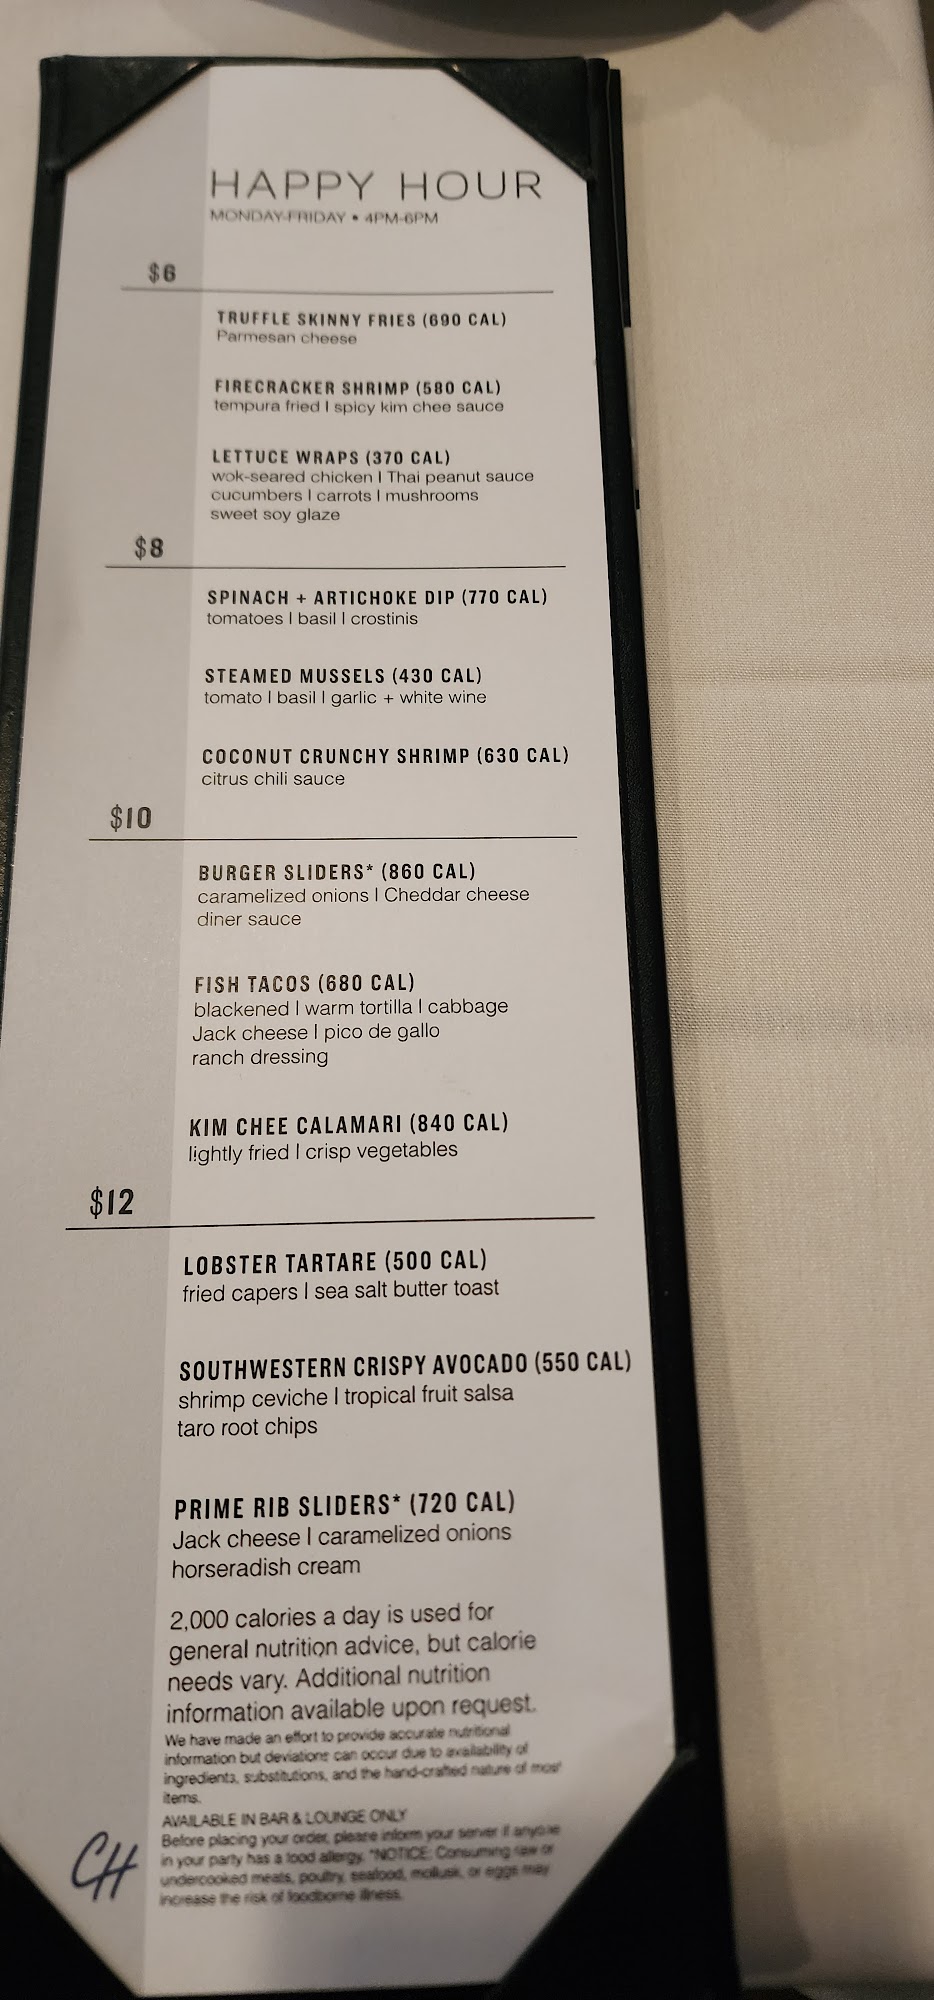 HAPPY HOUR
MONDAY-FRIDAY • 4PM-6PM
$6
TRUFFLE SKINNY FRIES (690 CAL)
Parmesan cheese
FIRECRACKER SHRIMP (580 CAL)
tempura fried | spicy kim chee sauce
LETTUCE WRAPS (370 CAL)
wok-seared chicken | Thai peanut sauce
cucumbers | carrots | mushrooms
sweet soy glaze
$8
SPINACH + ARTICHOKE DIP (770 CAL)
tomatoes | basil | crostinis
STEAMED MUSSELS (430 CAL)
tomato | basil | garlic + white wine
COCONUT CRUNCHY SHRIMP (630 CAL)
citrus chili sauce
$10
BURGER SLIDERS* (860 CAL)
caramelized onions | Cheddar cheese
diner sauce
FISH TACOS (680 CAL)
blackened | warm tortilla | cabbage
Jack cheese | pico de gallo
ranch dressing
KIM CHEE CALAMARI (840 CAL)
lightly fried | crisp vegetables
$12
LOBSTER TARTARE (500 CAL)
fried capers | sea salt butter toast
SOUTHWESTERN CRISPY AVOCADO (550 CAL)
shrimp ceviche | tropical fruit salsa
taro root chips
PRIME RIB SLIDERS* (720 CAL)
Jack cheese | caramelized onions
horseradish cream
2,000 calories a day is used for
general nutrition advice, but calorie
needs vary. Additional nutrition
information available upon request.
We have made an effort to provide accurate nutritional
information but deviations can occur due to availability of
ingredients, substitutions, and the hand-crafted nature of most
items.
AVAILABLE IN BAR & LOUNGE ONLY
Before placing your order, please inform your server if anyone
in your party has a food allergy. *NOTICE: Consuming raw or
undercooked meats, poultry, seafood, mollusk, or eggs may
increase the risk of foodborne illness.
CH